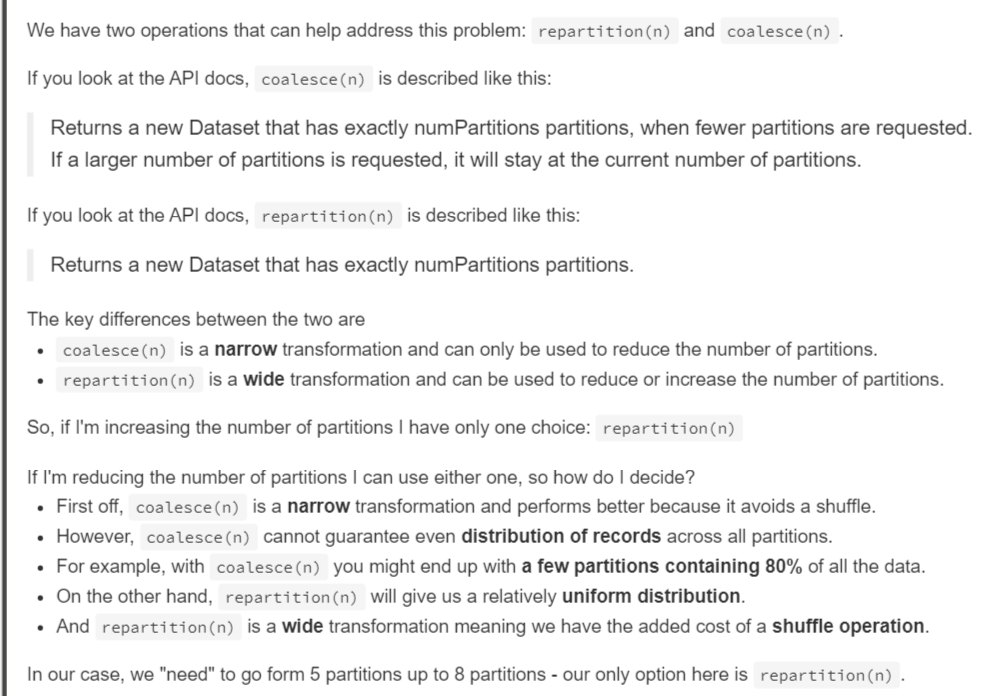 We have two operations that can help address this problem: repartition(n) and coalesce(n) .
If you look at the API docs, coalesce(n) is described like this:
Returns a new Dataset that has exactly numPartitions partitions, when fewer partitions are requested.
If a larger number of partitions is requested, it will stay at the current number of partitions.
If you look at the API docs, repartition(n) is described like this:
Returns a new Dataset that has exactly numPartitions partitions.
The key differences between the two are
• coalesce(n) is a narrow transformation and can only be used to reduce the number of partitions.
• repartition(n) is a wide transformation and can be used to reduce or increase the number of partitions.
So, if I'm increasing the number of partitions I have only one choice: repartition(n)
If I'm reducing the number of partitions I can use either one, so how do I decide?
• First off, coalesce(n) is a narrow transformation and performs better because it avoids a shuffle.
• However, coalesce(n) cannot guarantee even distribution of records across all partitions.
• For example, with coalesce(n) you might end up with a few partitions containing 80% of all the data.
• On the other hand, repartition(n) will give us a relatively uniform distribution.
• And repartition(n) is a wide transformation meaning we have the added cost of a shuffle operation.
In our case, we "need" to go form 5 partitions up to 8 partitions - our only option here is repartition(n) .